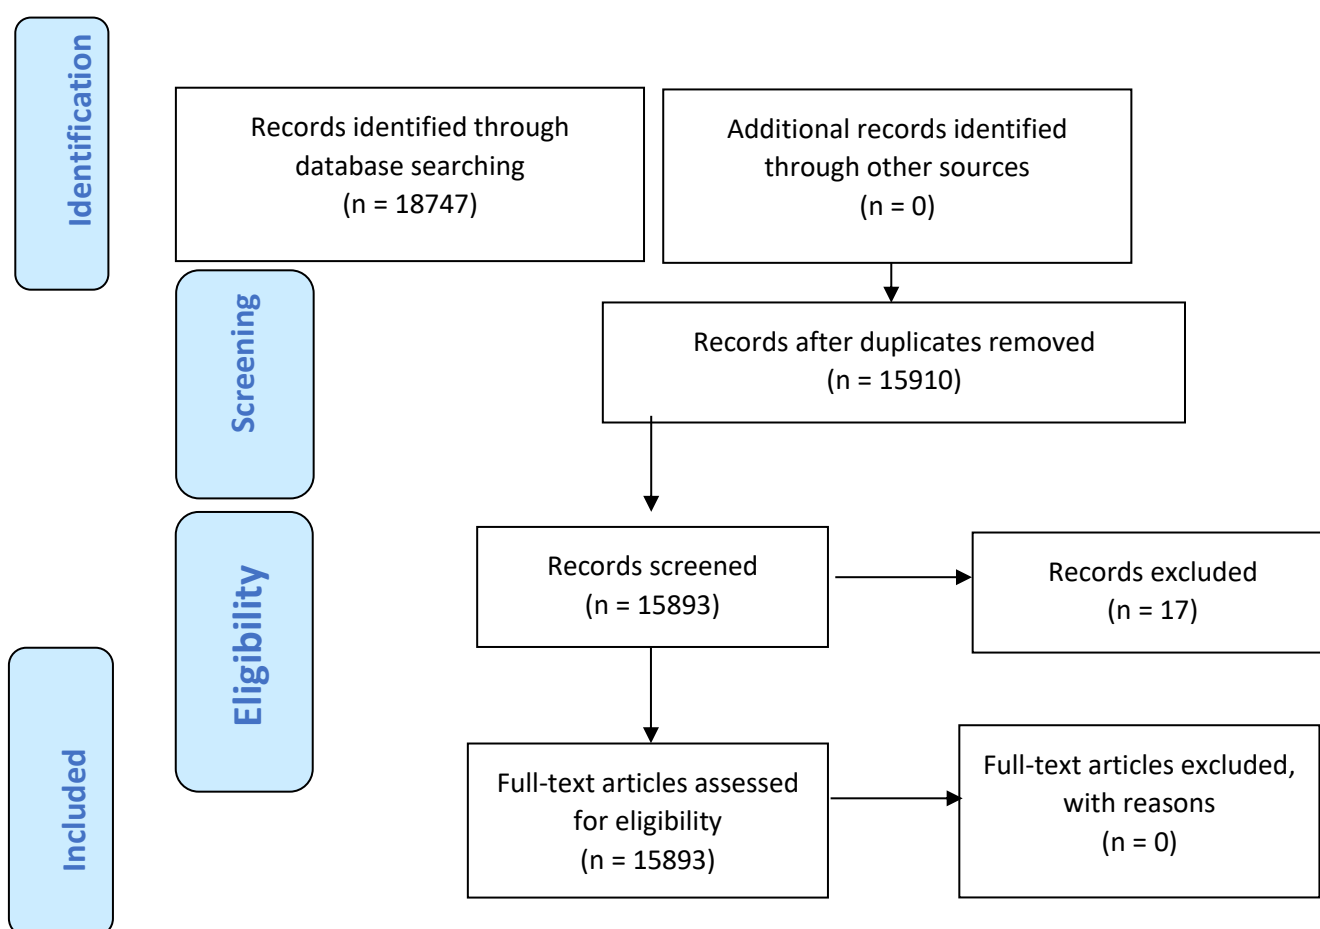 Identification
Records identified through
database searching
(n = 18747)
Additional records identified
through other sources
(n = 0)
Screening
Records after duplicates removed
(n = 15910)
Eligibility
Records screened
(n = 15893)
Records excluded
(n = 17)
Included
Full-text articles assessed
for eligibility
(n = 15893)
Full-text articles excluded,
with reasons
(n = 0)